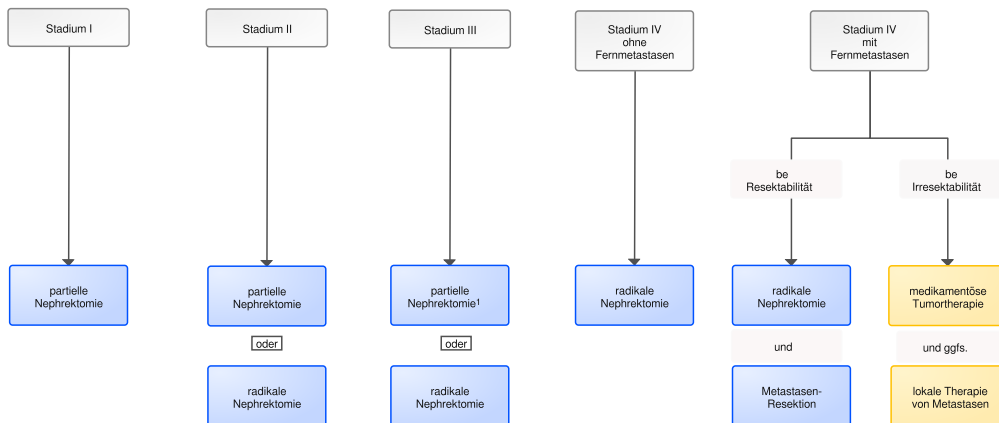 Stadium I
Stadium II
Stadium III
Stadium IV
ohne
Fernmetastasen
Stadium IV
mit
Fernmetastasen
be
Resektabilität
be
Irresektabilität
partielle
Nephrektomie
partielle
Nephrektomie
partielle
Nephrektomie¹
radikale
Nephrektomie
radikale
Nephrektomie
medikamentöse
Tumortherapie
oder
oder
und
und ggfs.
radikale
Nephrektomie
radikale
Nephrektomie
Metastasen-
Resektion
lokale Therapie
von Metastasen